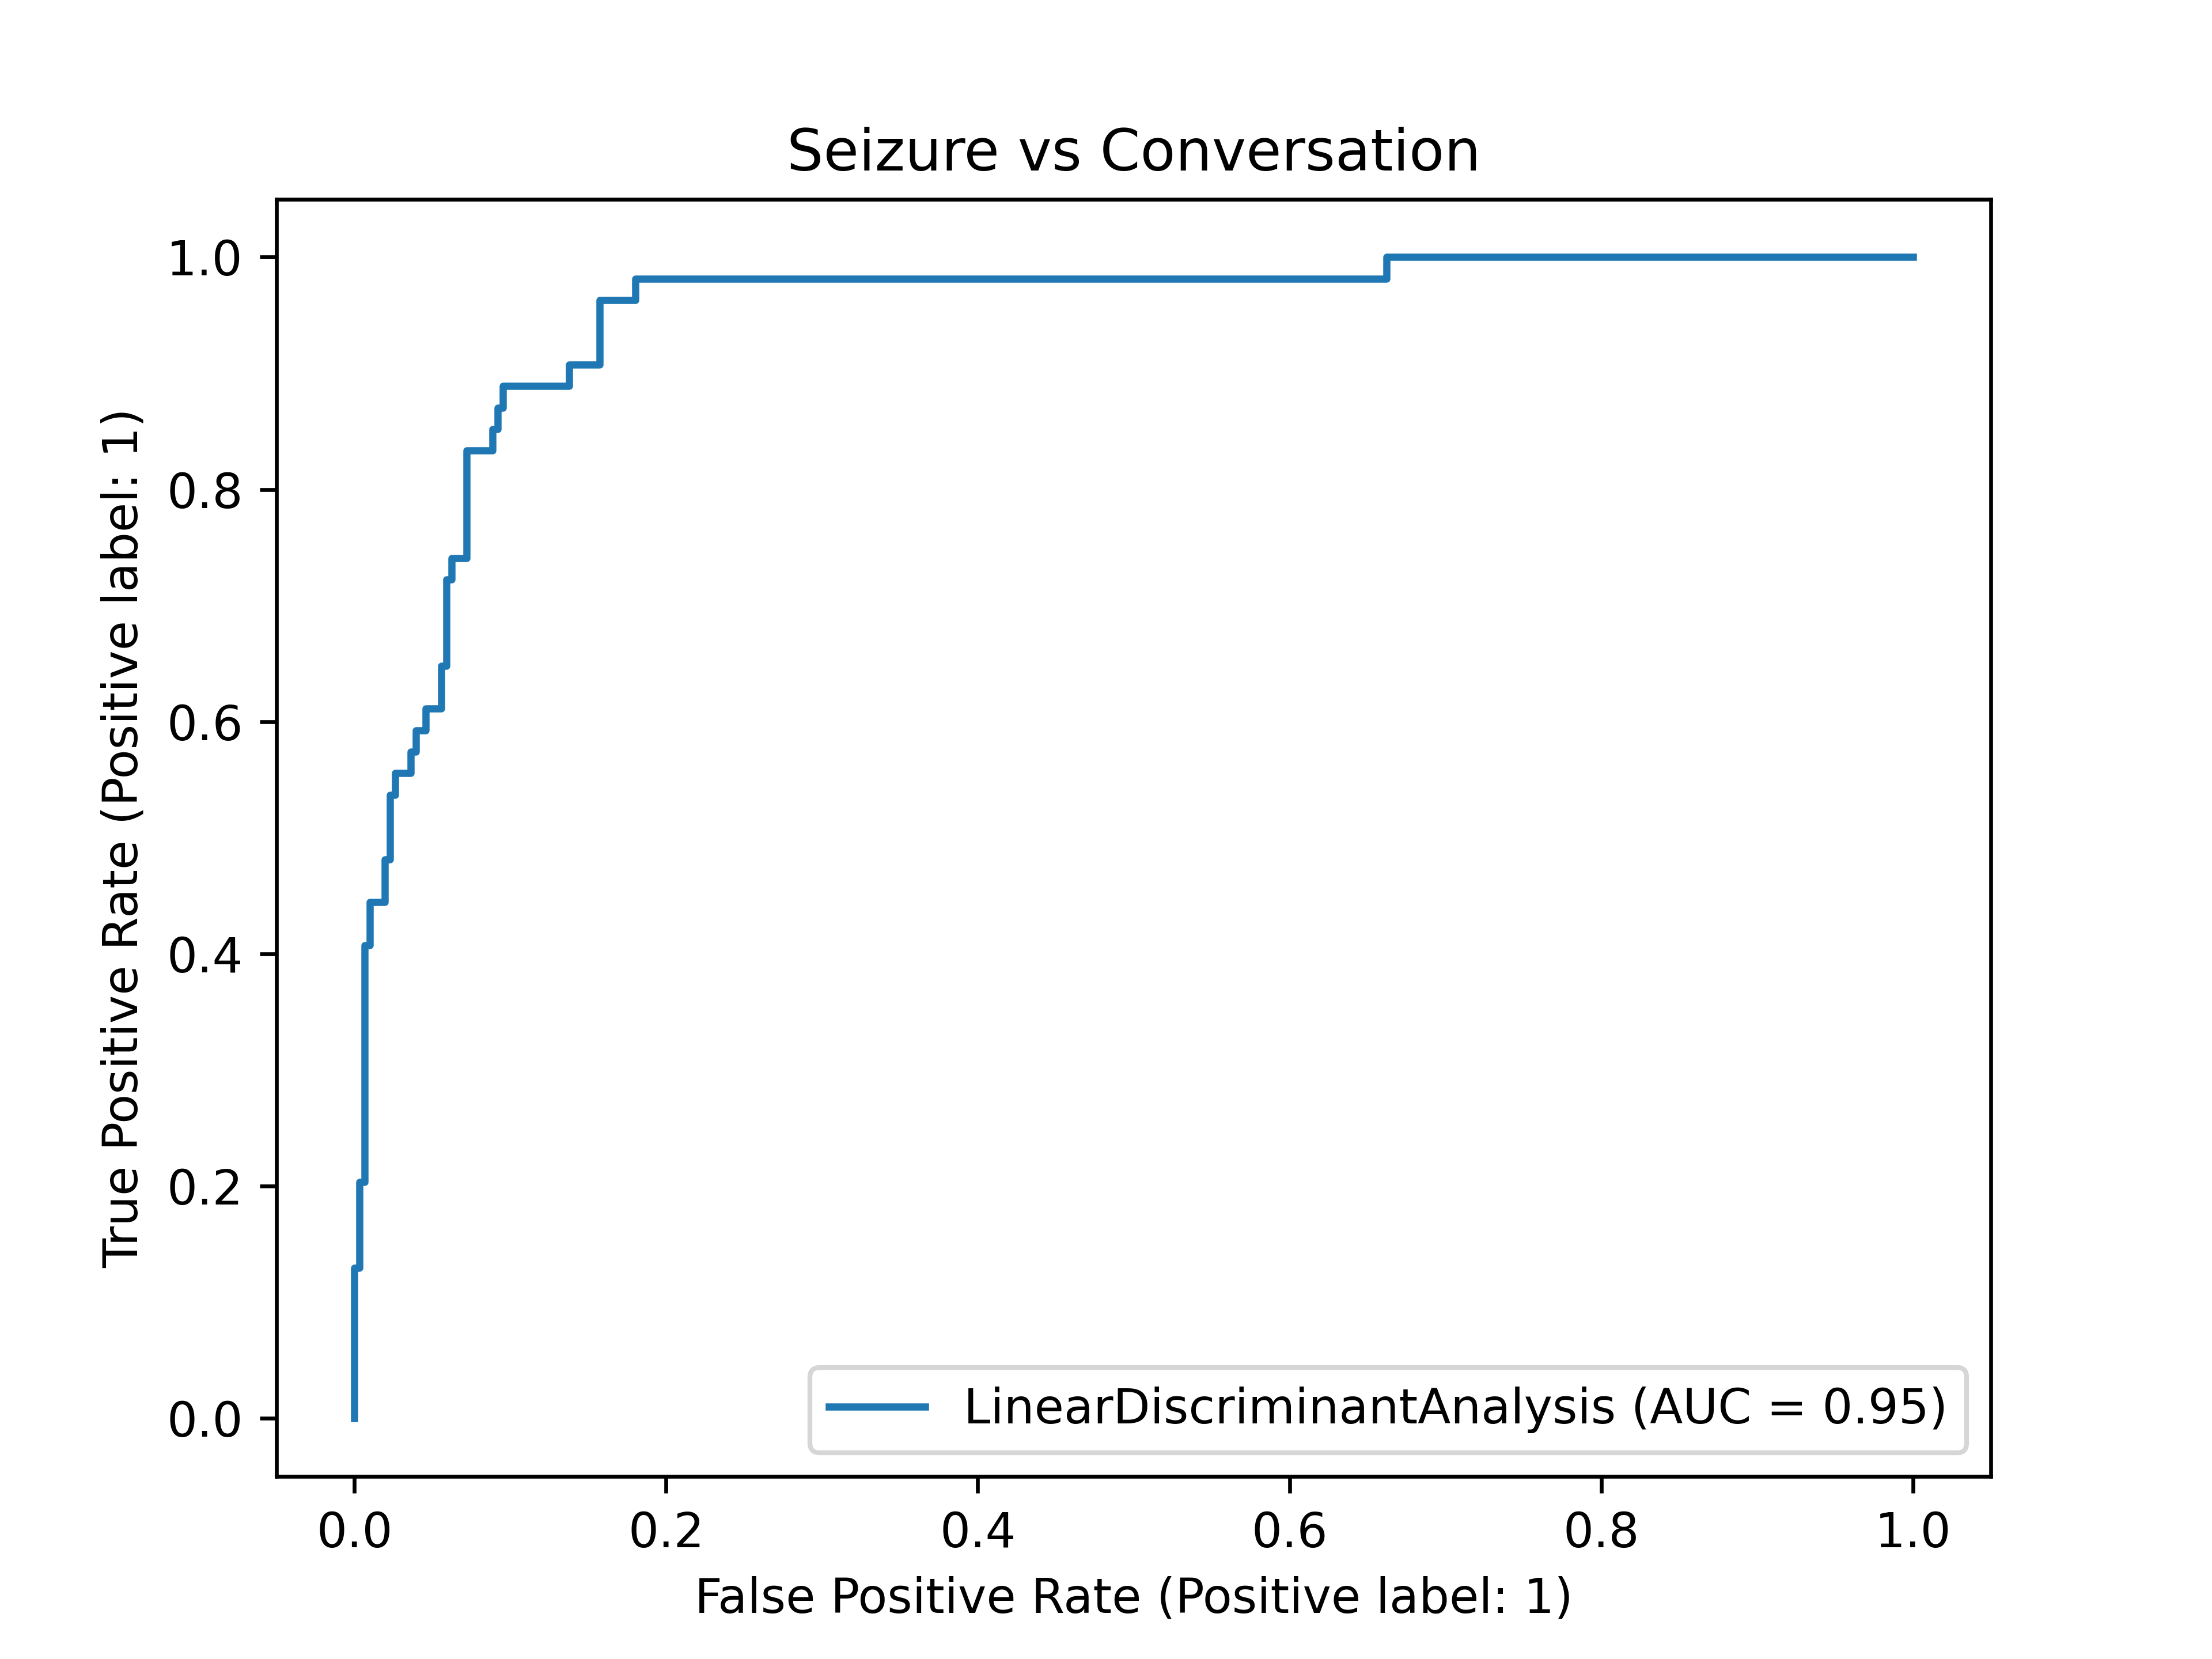 Seizure vs Conversation
True Positive Rate (Positive label: 1)
1.0
0.8
0.6
0.4
0.2
0.0
LinearDiscriminantAnalysis (AUC = 0.95)
0.0 0.2 0.4 0.6 0.8 1.0
False Positive Rate (Positive label: 1)